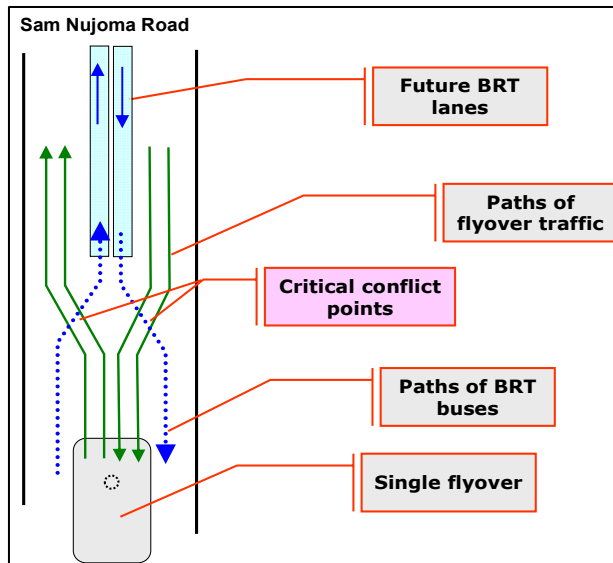 Sam Nujoma Road
Future BRT
lanes
Paths of
flyover traffic
Critical conflict
points
Paths of BRT
buses
Single flyover